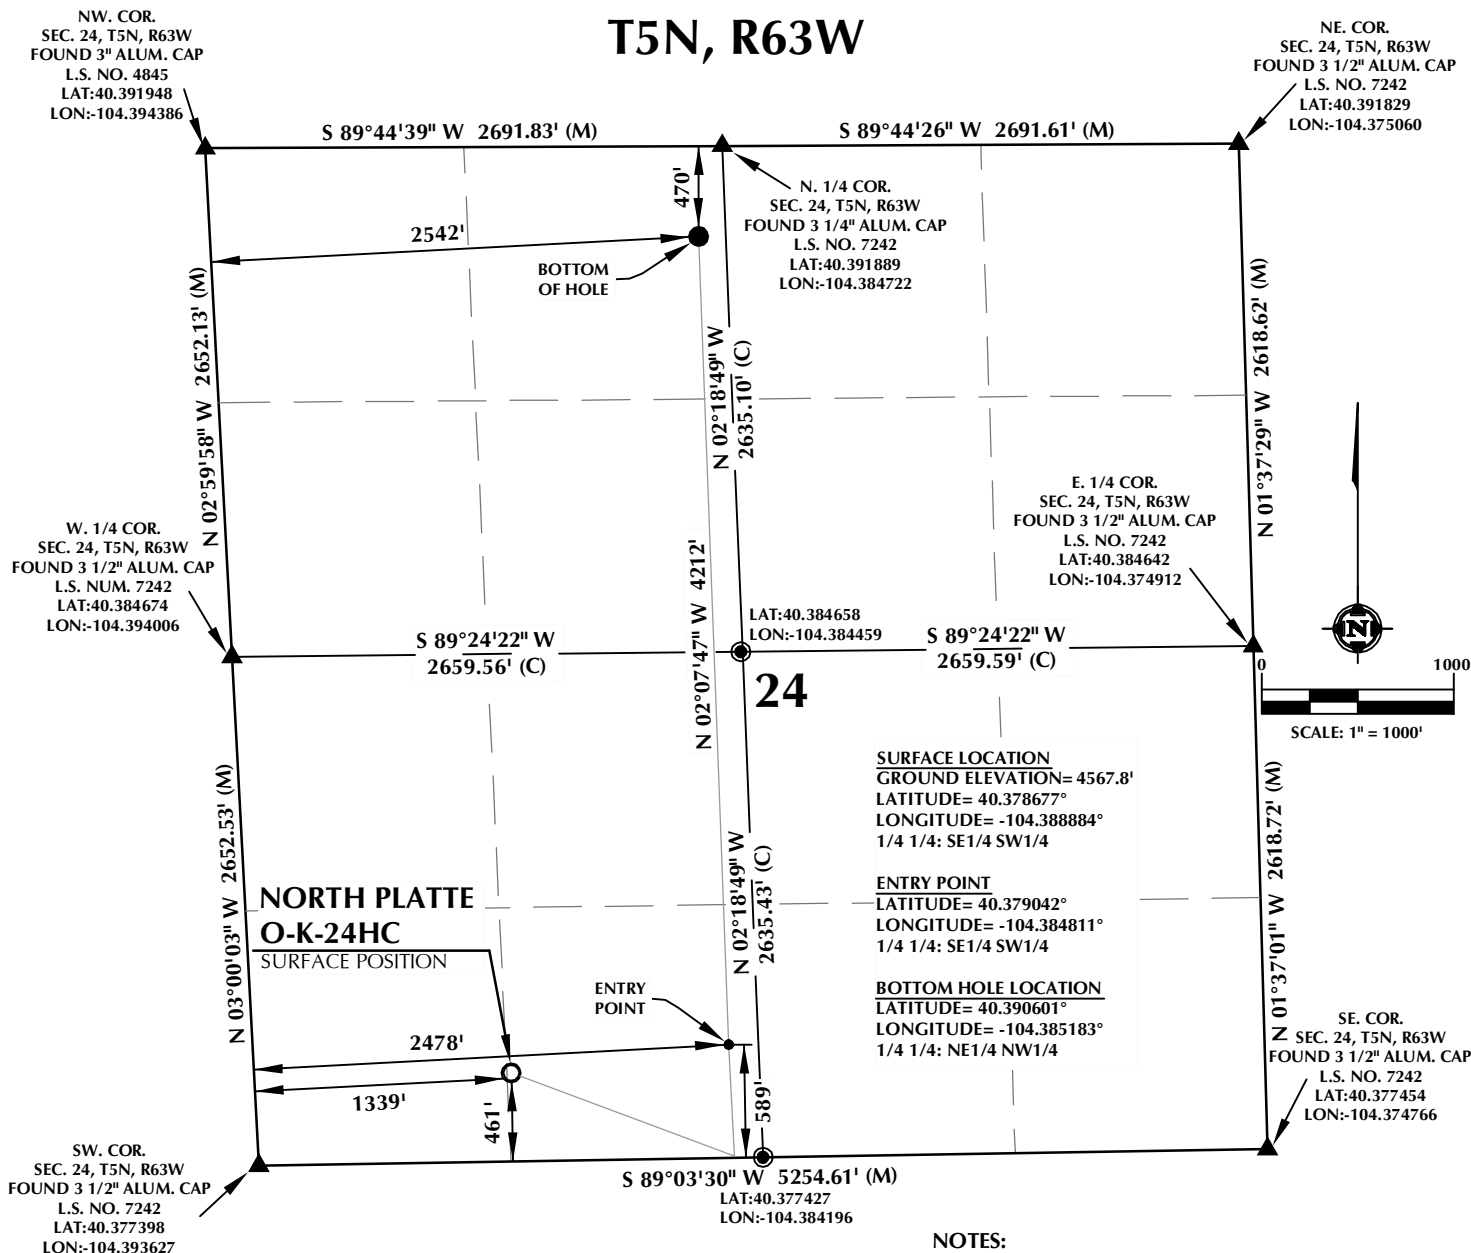 T5N, R63W
NW. COR.
SEC. 24, T5N, R63W
FOUND 3" ALUM. CAP
L.S. NO. 4845
LAT:40.391948
LON:-104.394386
NE. COR.
SEC. 24, T5N, R63W
FOUND 3 1/2" ALUM. CAP
L.S. NO. 7242
LAT:40.391829
LON:-104.375060
S 89°44'39" W 2691.83' (M)
S 89°44'26" W 2691.61' (M)
470'
N. 1/4 COR.
SEC. 24, T5N, R63W
FOUND 3 1/4" ALUM. CAP
L.S. NO. 7242
LAT:40.391889
LON:-104.384722
2542'
BOTTOM
OF HOLE
N 02°59'58" W 2652.13' (M)
N 02°18'49" W
2635.10' (C)
N 01°37'29" W 2618.62' (M)
E. 1/4 COR.
SEC. 24, T5N, R63W
FOUND 3 1/2" ALUM. CAP
L.S. NO. 7242
LAT:40.384642
LON:-104.374912
W. 1/4 COR.
SEC. 24, T5N, R63W
FOUND 3 1/2" ALUM. CAP
L.S. NUM. 7242
LAT:40.384674
LON:-104.394006
N 02°07'47" W 4212'
LAT:40.384658
LON:-104.384459
S 89°24'22" W
2659.56' (C)
S 89°24'22" W
2659.59' (C)
N
0 1000
SCALE: 1" = 1000'
24
SURFACE LOCATION
GROUND ELEVATION= 4567.8'
LATITUDE= 40.378677°
LONGITUDE= -104.388884°
1/4 1/4: SE1/4 SW1/4
ENTRY POINT
LATITUDE= 40.379042°
LONGITUDE= -104.384811°
1/4 1/4: SE1/4 SW1/4
BOTTOM HOLE LOCATION
LATITUDE= 40.390601°
LONGITUDE= -104.385183°
1/4 1/4: NE1/4 NW1/4
N 03°00'03" W 2652.53' (M)
N 02°18'49" W
2635.43' (C)
N 01°37'01" W 2618.72' (M)
NORTH PLATTE
O-K-24HC
SURFACE POSITION
ENTRY
POINT
2478'
1339'
461'
589'
SE. COR.
SEC. 24, T5N, R63W
FOUND 3 1/2" ALUM. CAP
L.S. NO. 7242
LAT:40.377454
LON:-104.374766
SW. COR.
SEC. 24, T5N, R63W
FOUND 3 1/2" ALUM. CAP
L.S. NO. 7242
LAT:40.377398
LON:-104.393627
S 89°03'30" W 5254.61' (M)
LAT:40.377427
LON:-104.384196
NOTES: